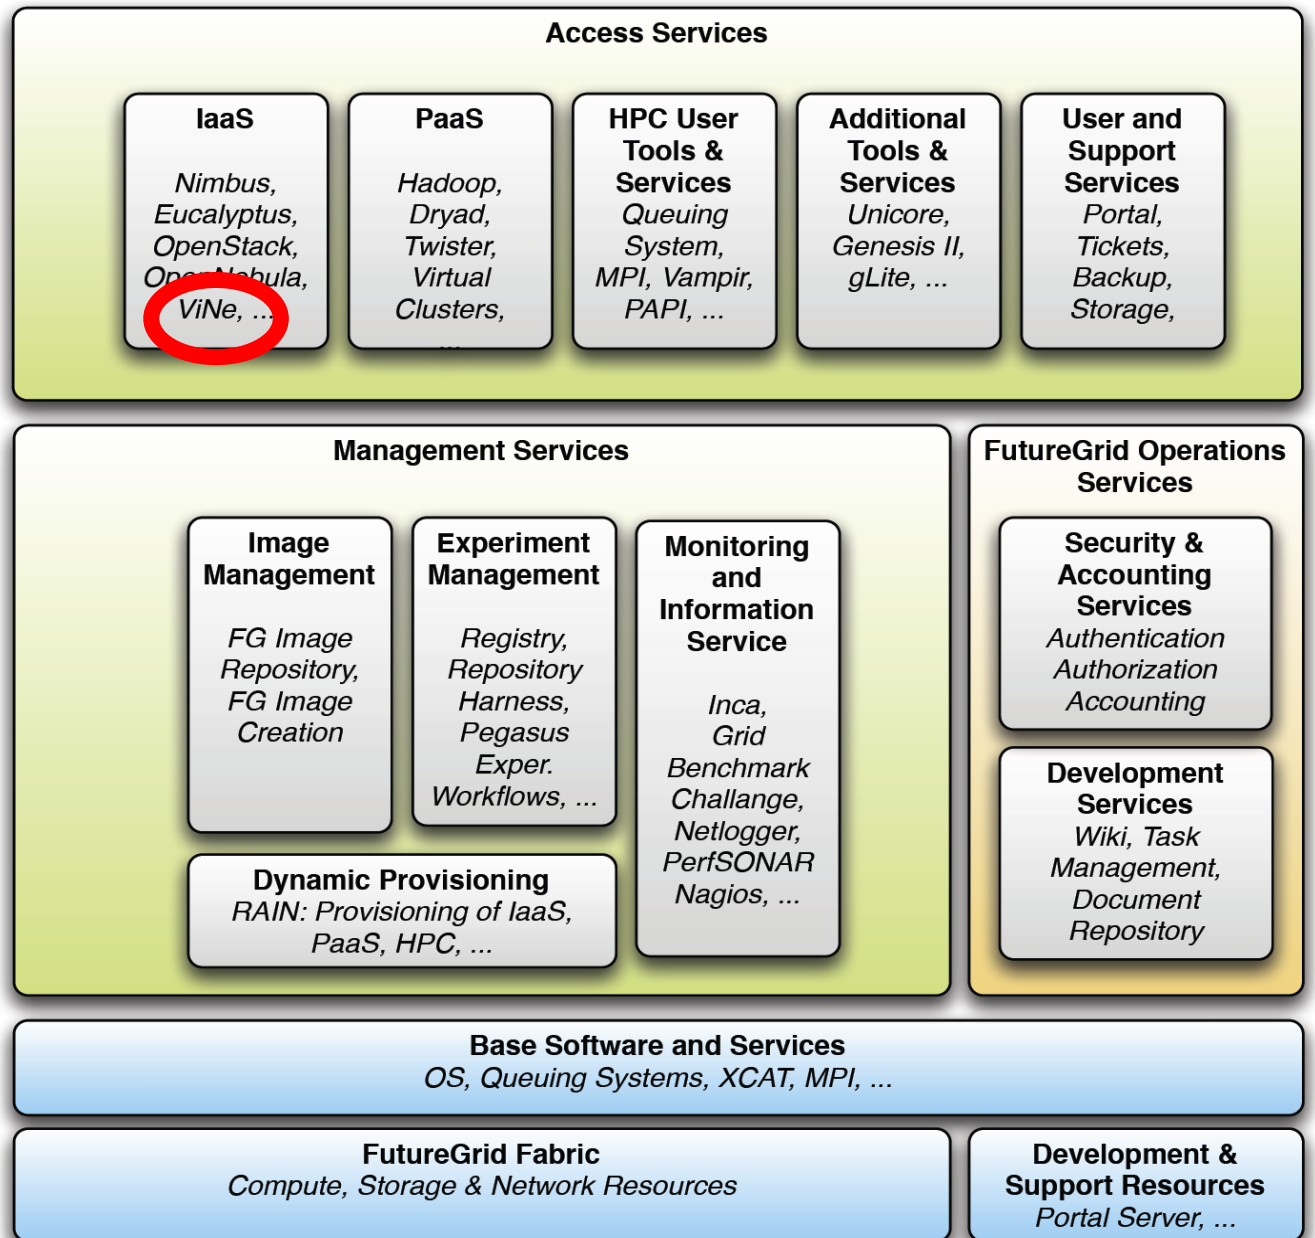 Access Services
IaaS
Nimbus,
Eucalyptus,
OpenStack,
OpenNebula,
ViNe, ...
PaaS
Hadoop,
Dryad,
Twister,
Virtual
Clusters,
...
HPC User
Tools &
Services
Queuing
System,
MPI, Vampir,
PAPI, ...
Additional
Tools &
Services
Unicore,
Genesis II,
gLite, ...
User and
Support
Services
Portal,
Tickets,
Backup,
Storage,
Management Services
Image
Management
FG Image
Repository,
FG Image
Creation
Experiment
Management
Registry,
Repository
Harness,
Pegasus
Exper.
Workflows, ...
Monitoring
and
Information
Service
Inca,
Grid
Benchmark
Challange,
Netlogger,
PerfSONAR
Nagios, ...
Dynamic Provisioning
RAIN: Provisioning of IaaS,
PaaS, HPC, ...
FutureGrid Operations
Services
Security &
Accounting
Services
Authentication
Authorization
Accounting
Development
Services
Wiki, Task
Management,
Document
Repository
Base Software and Services
OS, Queuing Systems, XCAT, MPI, ...
FutureGrid Fabric
Compute, Storage & Network Resources
Development &
Support Resources
Portal Server, ...